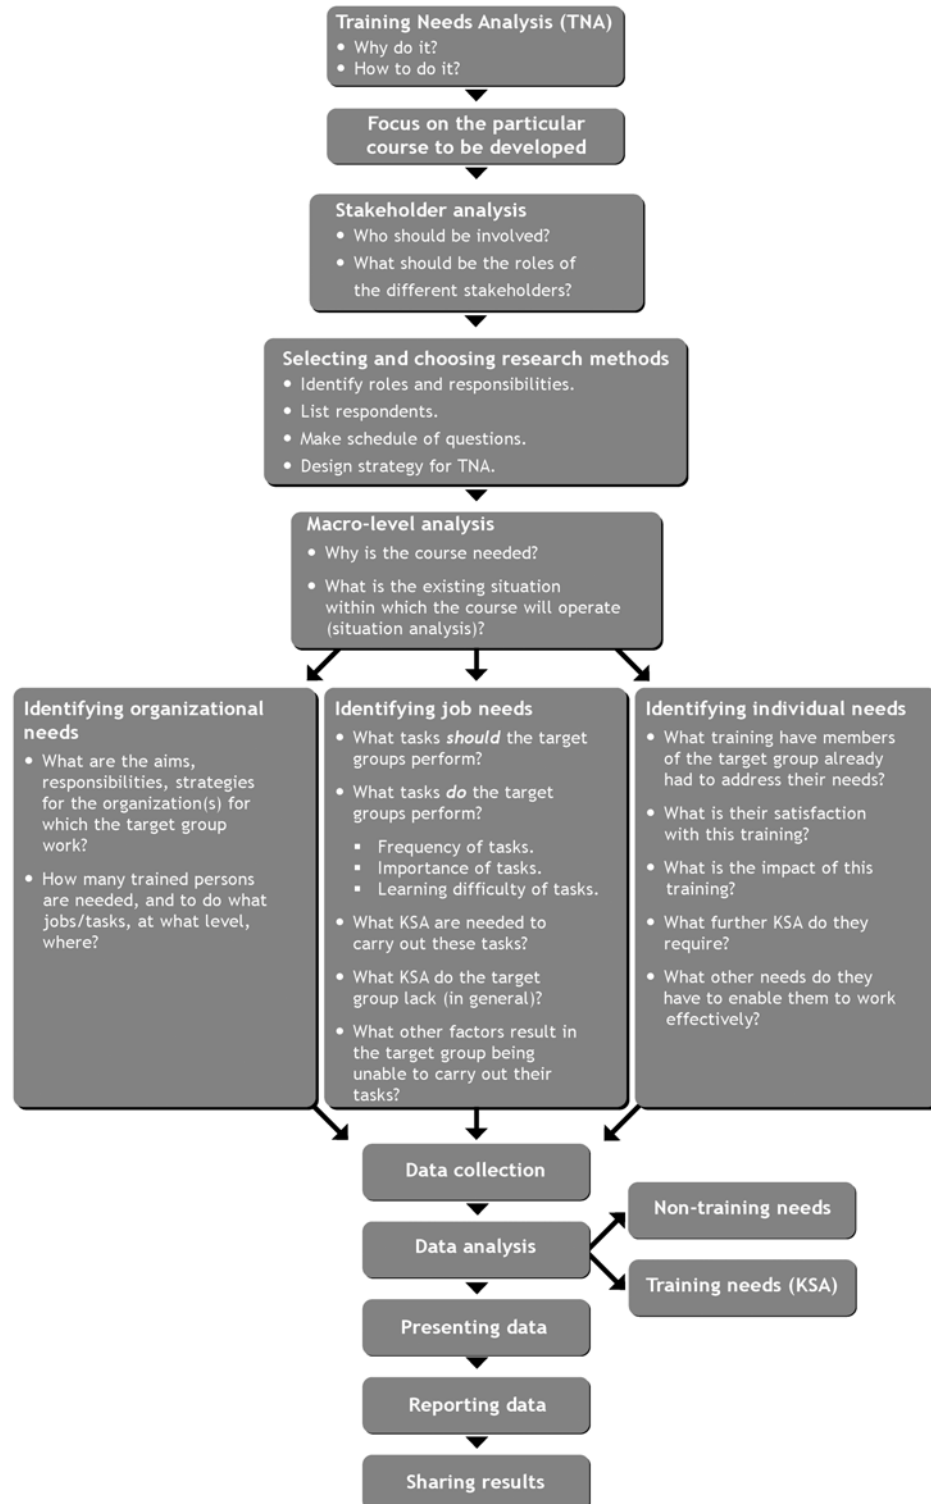 Training Needs Analysis (TNA)
• Why do it?
• How to do it?
Focus on the particular
course to be developed
Stakeholder analysis
• Who should be involved?
• What should be the roles of
the different stakeholders?
Selecting and choosing research methods
• Identify roles and responsibilities.
• List respondents.
• Make schedule of questions.
• Design strategy for TNA.
Macro-level analysis
• Why is the course needed?
• What is the existing situation
within which the course will operate
(situation analysis)?
Identifying organizational
needs
• What are the aims,
responsibilities, strategies
for the organization(s) for
which the target group
work?
• How many trained persons
are needed, and to do what
jobs/tasks, at what level,
where?
Identifying job needs
• What tasks should the target
groups perform?
• What tasks do the target
groups perform?
▪ Frequency of tasks.
▪ Importance of tasks.
▪ Learning difficulty of tasks.
• What KSA are needed to
carry out these tasks?
• What KSA do the target
group lack (in general)?
• What other factors result in
the target group being
unable to carry out their
tasks?
Identifying individual needs
• What training have members
of the target group already
had to address their needs?
• What is their satisfaction
with this training?
• What is the impact of this
training?
• What further KSA do they
require?
• What other needs do they
have to enable them to work
effectively?
Data collection
Data analysis
Non-training needs
Training needs (KSA)
Presenting data
Reporting data
Sharing results